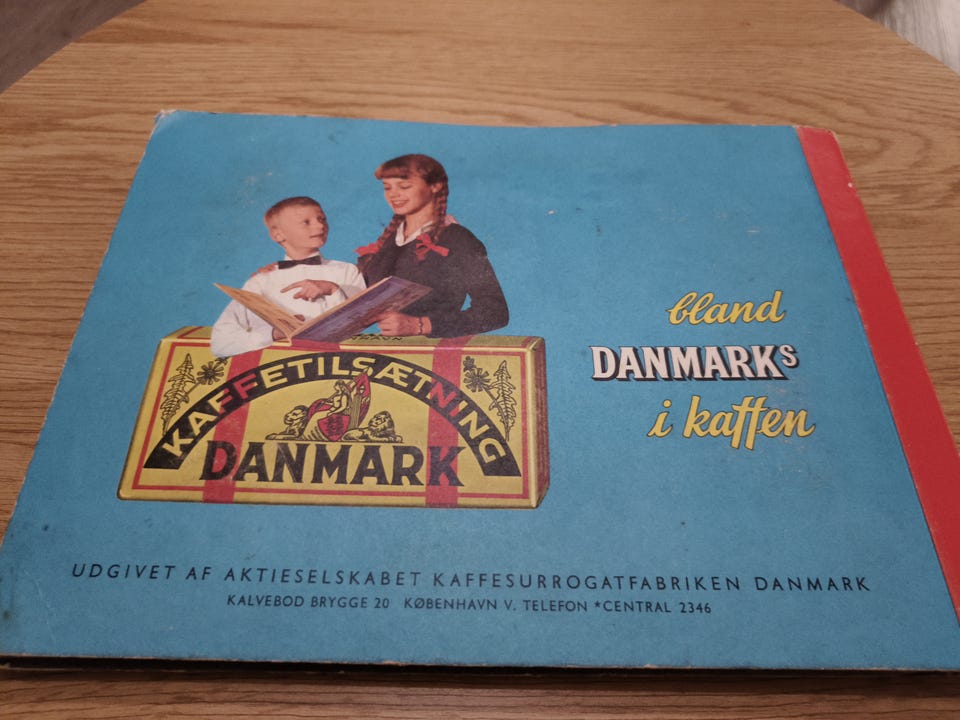 bland
DANMARKs
i kaffen
KAFFETILSÆTNING
DANMARK
UDGIVET AF AKTIESELSKABET KAFFESURROGATFABRIKEN DANMARK
KALVEBOD BRYGGE 20 KØBENHAVN V. TELEFON *CENTRAL 2346